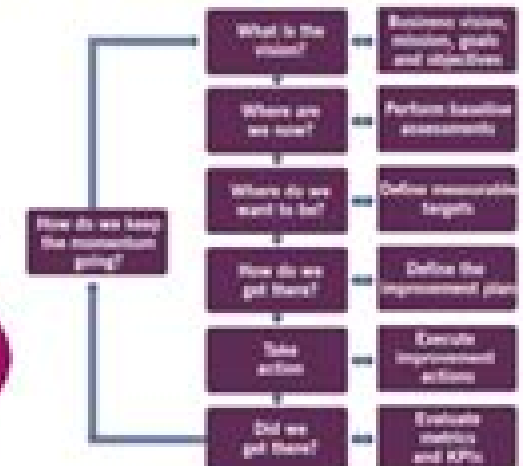 What is the
vision?
Business vision,
mission, goals
and objectives
Where are
we now?
Perform baseline
assessments
Where do we
want to be?
Define measurable
targets
How do we keep
the momentum
going?
How do we
get there?
Define the
improvement plan
Take
action
Execute
improvement
actions
Did we
get there?
Evaluate
metrics
and KPIs